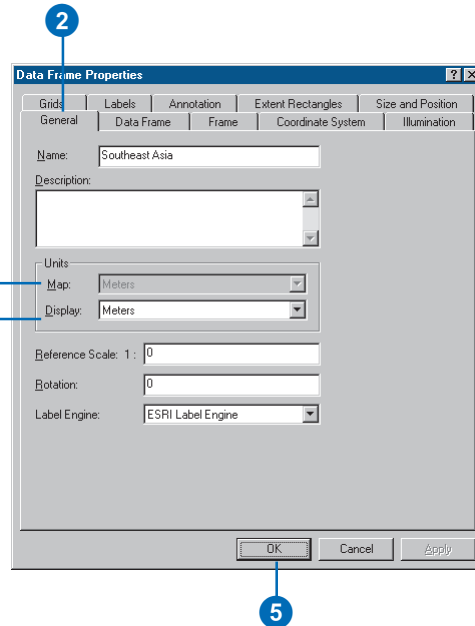 2
Data Frame Properties
Grids Labels Annotation Extent Rectangles Size and Position
General Data Frame Frame Coordinate System Illumination
Name: Southeast Asia
Description:
Units
Map: Meters
Display: Meters
Reference Scale: 1 : 0
Rotation: 0
Label Engine: ESRI Label Engine
OK Cancel Apply
5